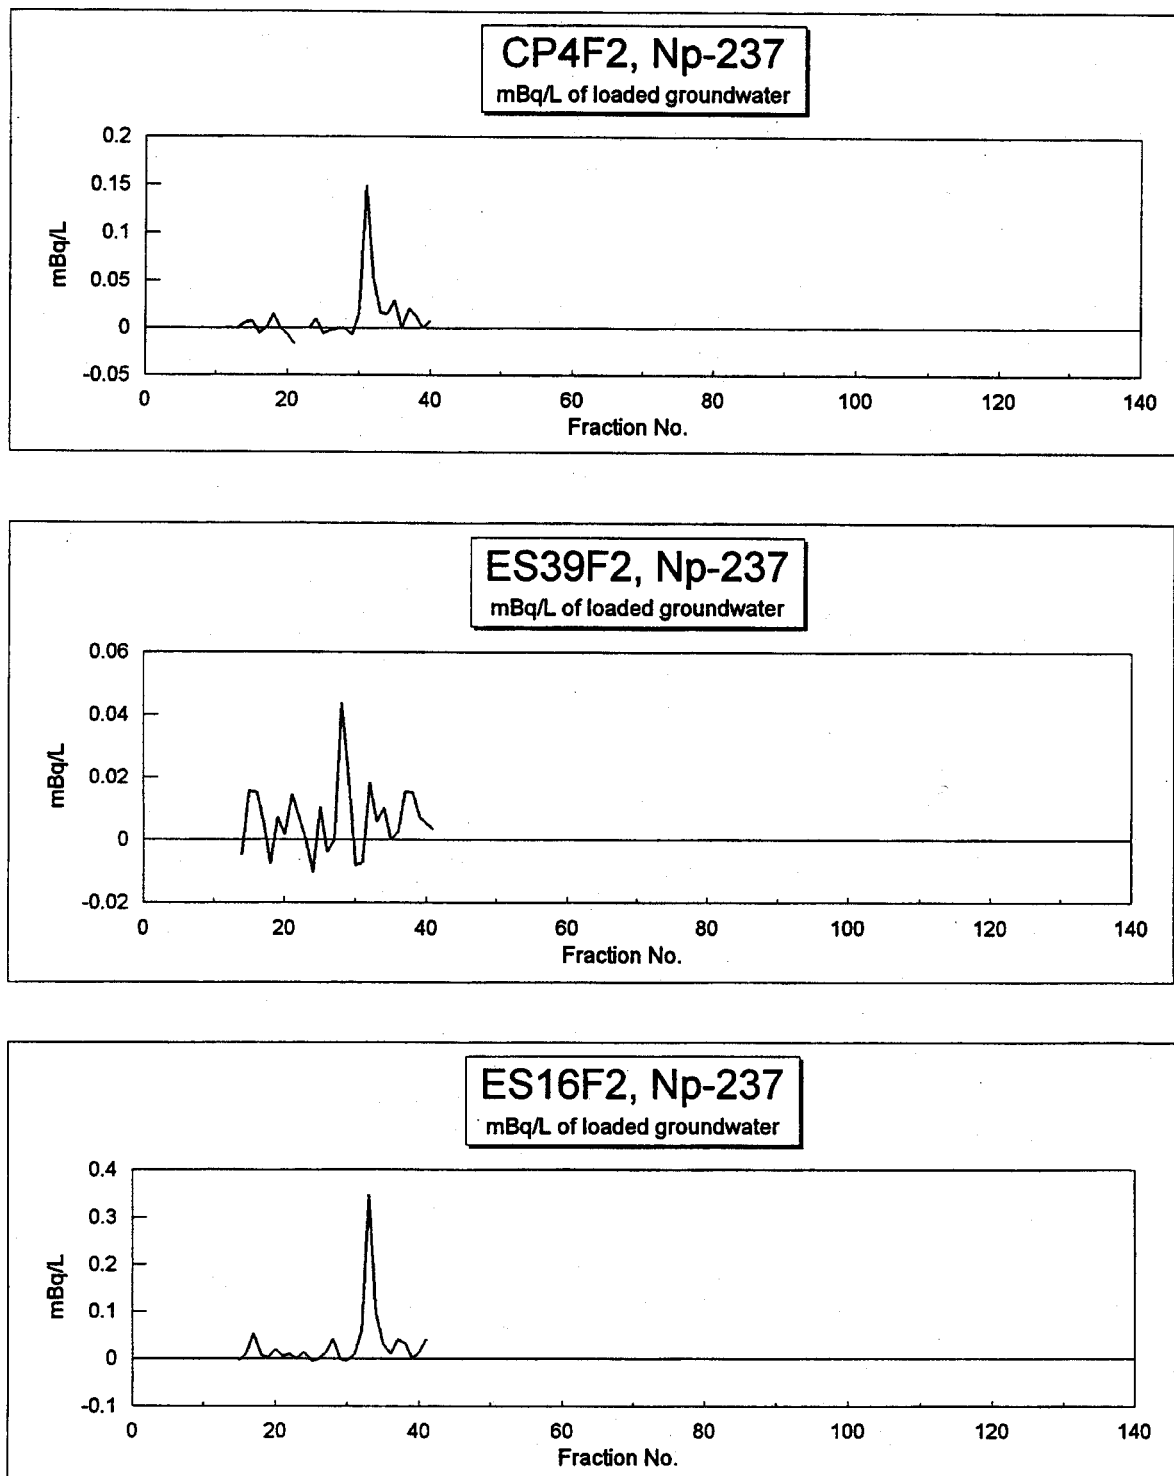 CP4F2, Np-237
mBq/L of loaded groundwater
0.2
0.15
0.1
0.05
0
-0.05
mBq/L
0 20 40 60 80 100 120 140
Fraction No.
ES39F2, Np-237
mBq/L of loaded groundwater
0.06
0.04
0.02
0
-0.02
mBq/L
0 20 40 60 80 100 120 140
Fraction No.
ES16F2, Np-237
mBq/L of loaded groundwater
0.4
0.3
0.2
0.1
0
-0.1
mBq/L
0 20 40 60 80 100 120 140
Fraction No.